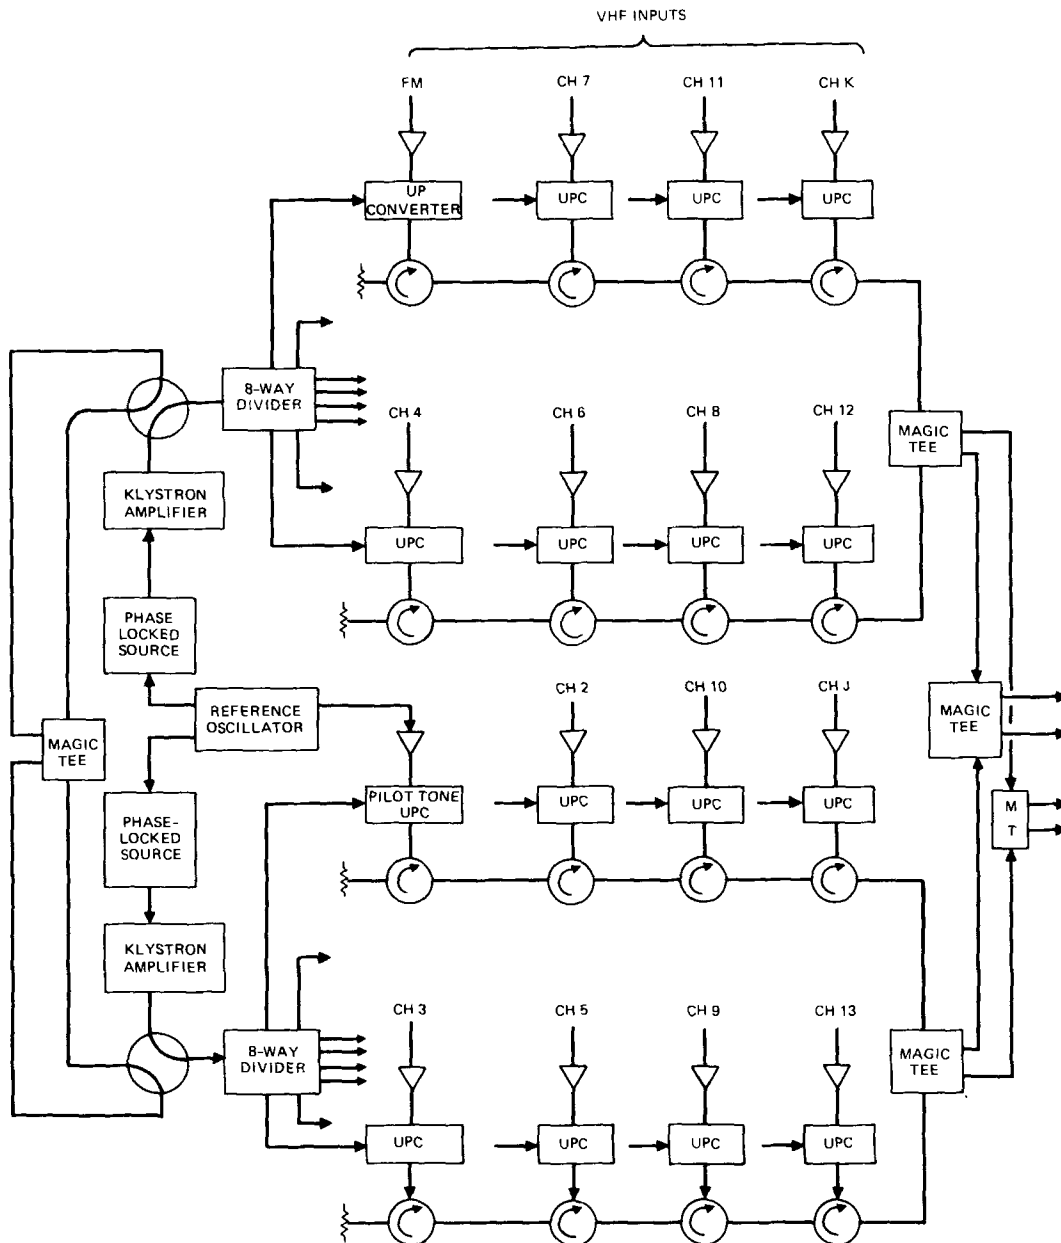 VHF INPUTS
FM
CH 7
CH 11
CH K
UP
CONVERTER
UPC
UPC
UPC
8-WAY
DIVIDER
CH 4
CH 6
CH 8
CH 12
MAGIC
TEE
KLYSTRON
AMPLIFIER
UPC
UPC
UPC
UPC
PHASE
LOCKED
SOURCE
REFERENCE
OSCILLATOR
CH 2
CH 10
CH J
MAGIC
TEE
MAGIC
TEE
PILOT TONE
UPC
UPC
UPC
UPC
M
T
PHASE-
LOCKED
SOURCE
KLYSTRON
AMPLIFIER
CH 3
CH 5
CH 9
CH 13
8-WAY
DIVIDER
MAGIC
TEE
UPC
UPC
UPC
UPC